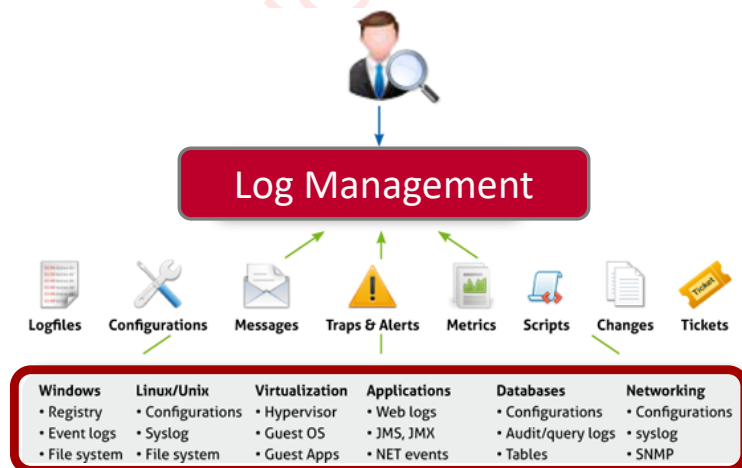 Log Management
Logfiles Configurations Messages Traps & Alerts Metrics Scripts Changes Tickets
Ticket
Windows Linux/Unix Virtualization Applications Databases Networking
• Registry • Configurations • Hypervisor • Web logs • Configurations • Configurations
• Event logs • Syslog • Guest OS • JMS, JMX • Audit/query logs • syslog
• File system • File system • Guest Apps • NET events • Tables • SNMP